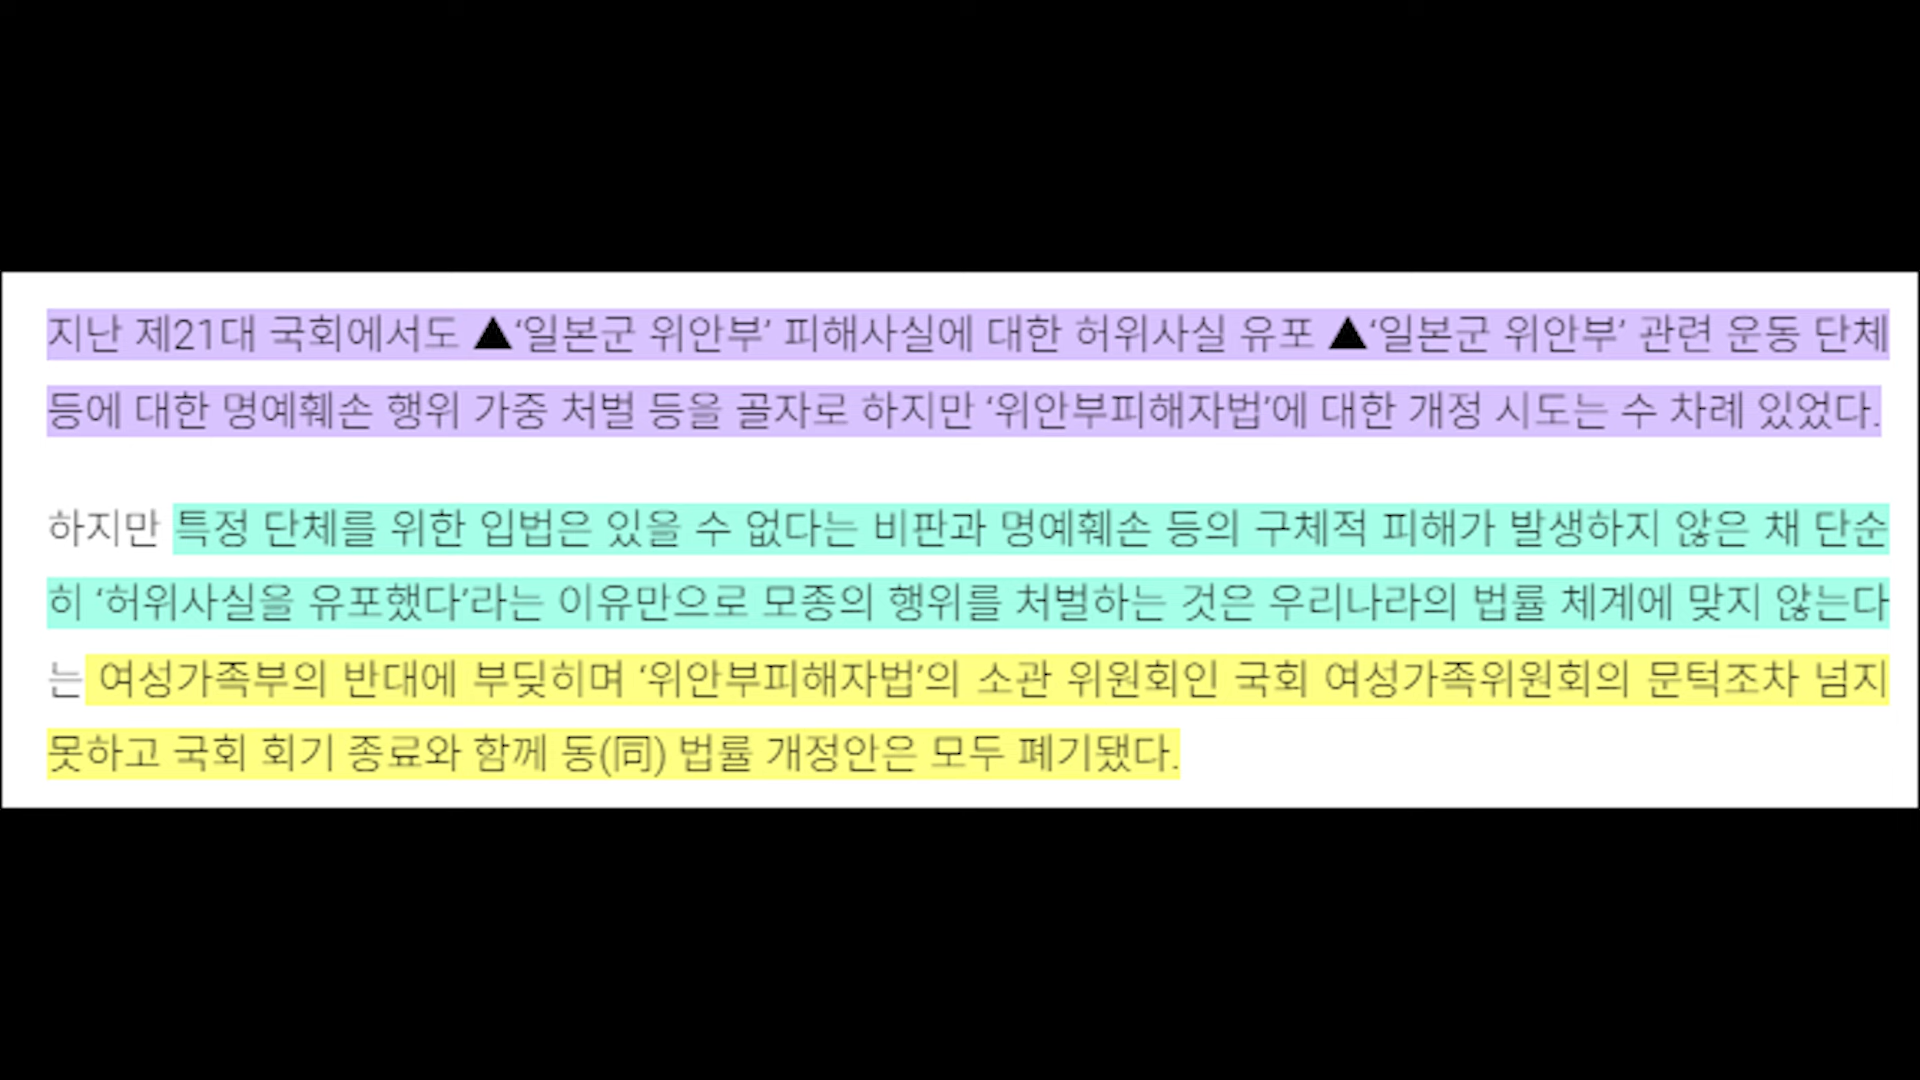 지난 제21대 국회에서도 ▲‘일본군 위안부’ 피해사실에 대한 허위사실 유포 ▲‘일본군 위안부’ 관련 운동 단체
등에 대한 명예훼손 행위 가중 처벌 등을 골자로 하지만 ‘위안부피해자법’에 대한 개정 시도는 수 차례 있었다.
하지만 특정 단체를 위한 입법은 있을 수 없다는 비판과 명예훼손 등의 구체적 피해가 발생하지 않은 채 단순
히 ‘허위사실을 유포했다’라는 이유만으로 모종의 행위를 처벌하는 것은 우리나라의 법률 체계에 맞지 않는다
는 여성가족부의 반대에 부딪히며 ‘위안부피해자법’의 소관 위원회인 국회 여성가족위원회의 문턱조차 넘지
못하고 국회 회기 종료와 함께 동(同) 법률 개정안은 모두 폐기됐다.